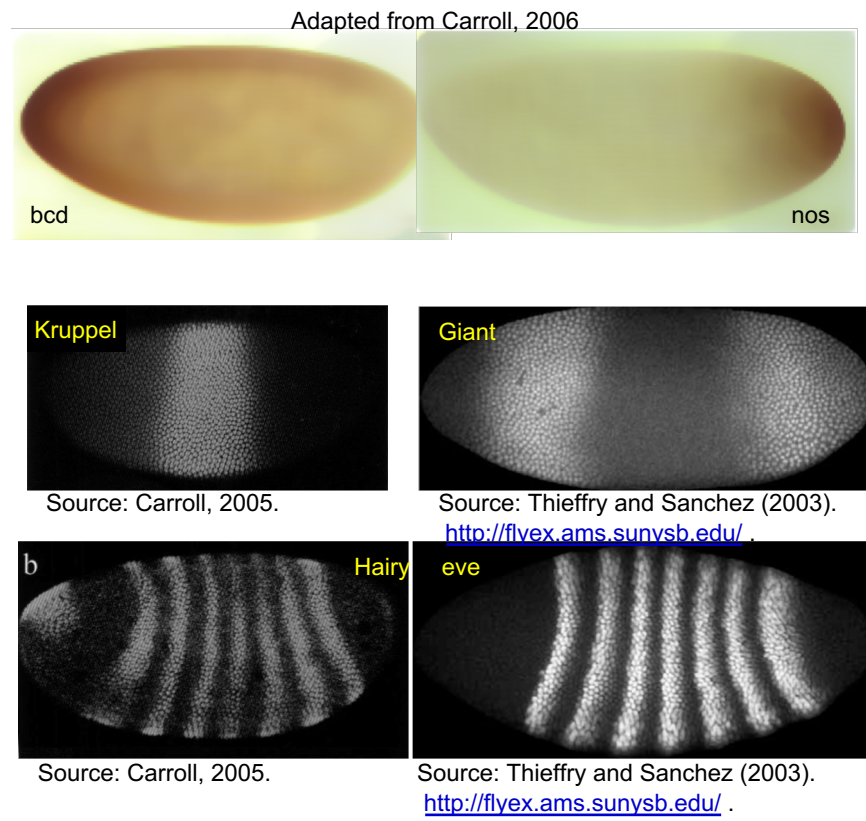 Adapted from Carroll, 2006
bcd
nos
Kruppel
Giant
Source: Carroll, 2005.
Source: Thieffry and Sanchez (2003).
http://flyex.ams.sunysb.edu/ .
b
Hairy
eve
Source: Carroll, 2005.
Source: Thieffry and Sanchez (2003).
http://flyex.ams.sunysb.edu/ .